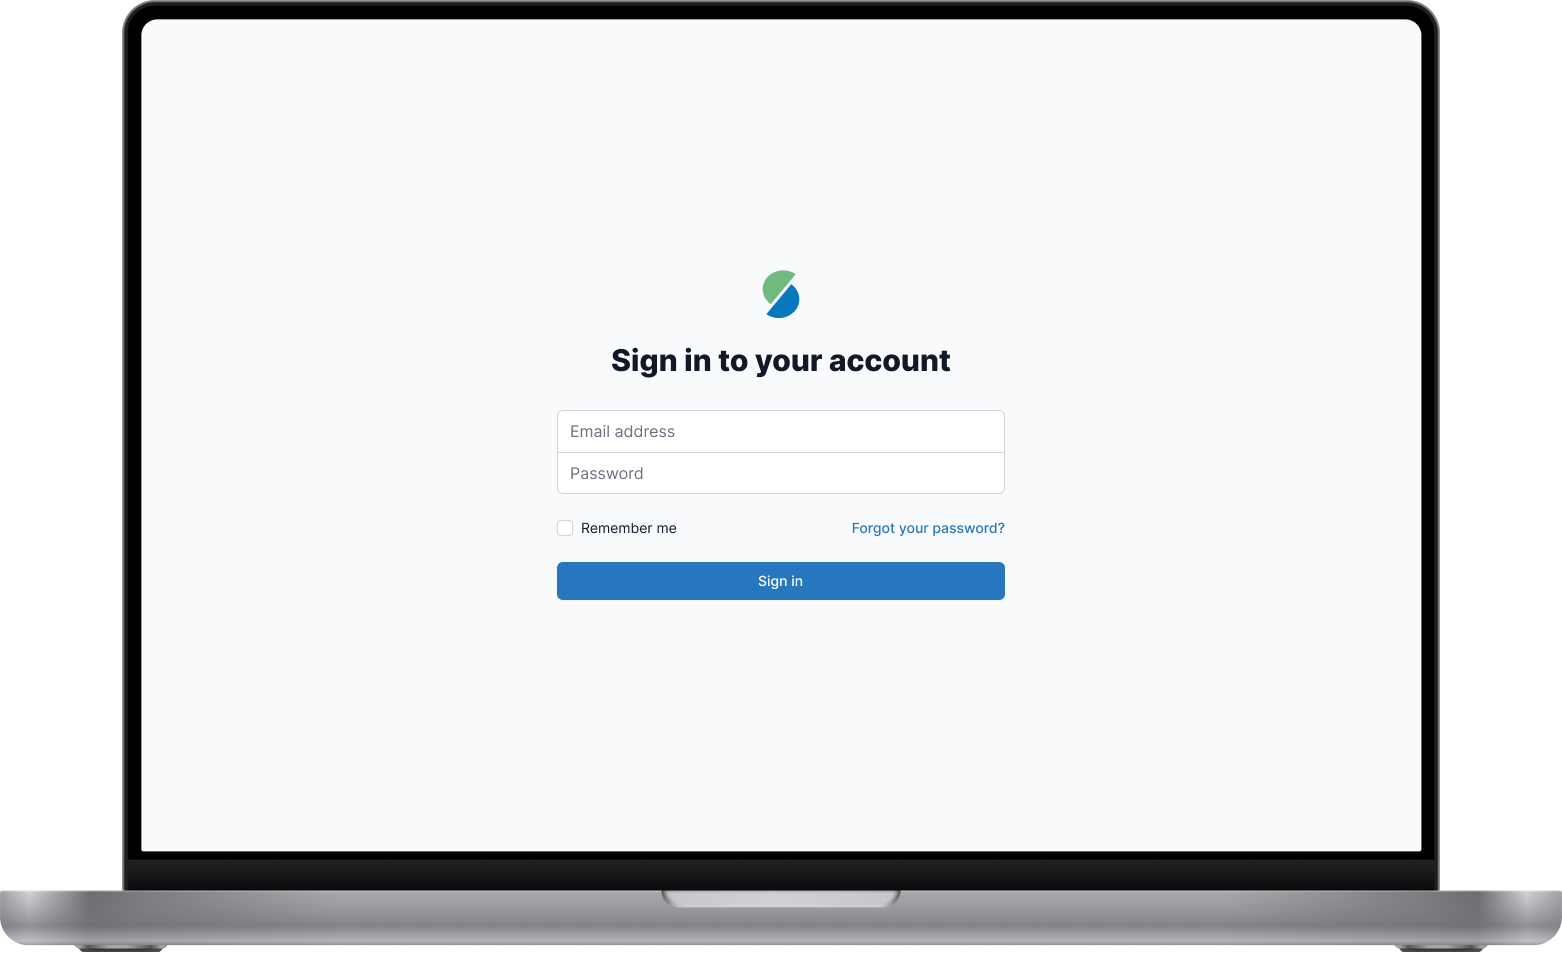 Sign in to your account
Email address
Password
Remember me Forgot your password?
Sign in